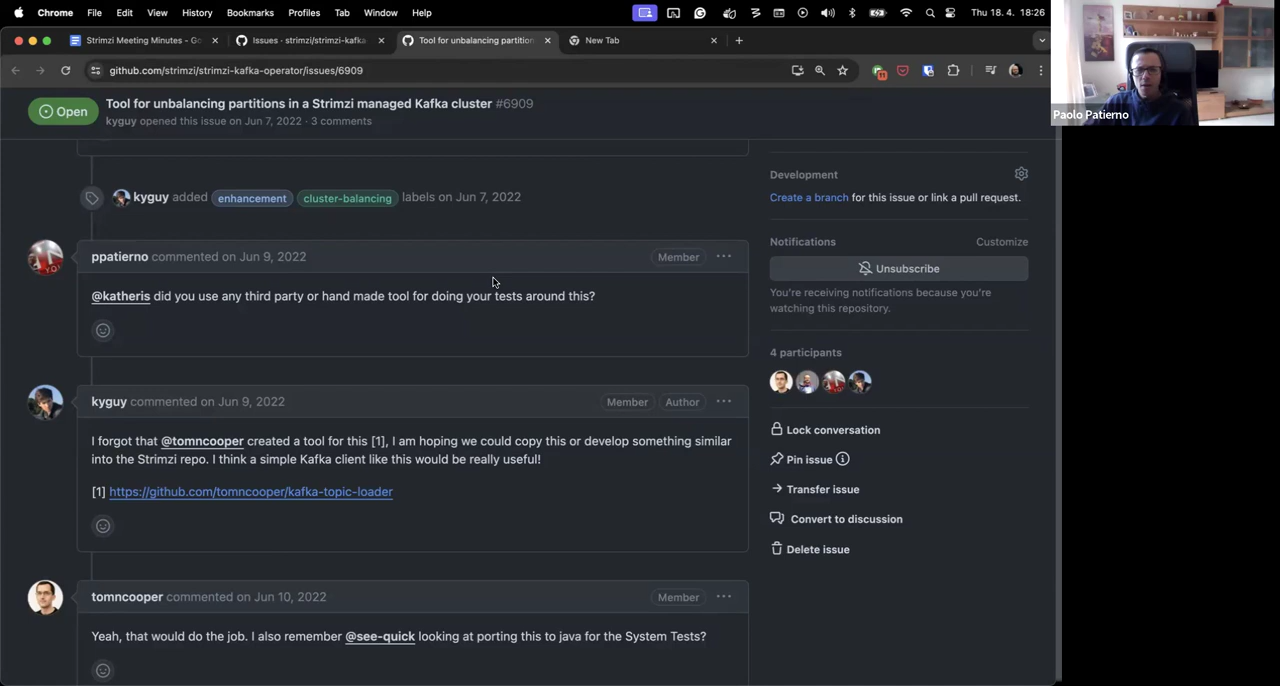 Chrome File Edit View History Bookmarks Profiles Tab Window Help Thu 18. 4. 18:26
Strimzi Meeting Minutes - Go
Issues · strimzi/strimzi-kafka
Tool for unbalancing partition
New Tab
github.com/strimzi/strimzi-kafka-operator/issues/6909
11
Paolo Patierno
Open
Tool for unbalancing partitions in a Strimzi managed Kafka cluster #6909
kyguy opened this issue on Jun 7, 2022 · 3 comments
kyguy added enhancement cluster-balancing labels on Jun 7, 2022
ppatierno commented on Jun 9, 2022 Member ...
@katheris did you use any third party or hand made tool for doing your tests around this?
kyguy commented on Jun 9, 2022 Member Author ...
I forgot that @tomncooper created a tool for this [1], I am hoping we could copy this or develop something similar
into the Strimzi repo. I think a simple Kafka client like this would be really useful!
[1] https://github.com/tomncooper/kafka-topic-loader
tomncooper commented on Jun 10, 2022 Member ...
Yeah, that would do the job. I also remember @see-quick looking at porting this to java for the System Tests?
Development
Create a branch for this issue or link a pull request.
Notifications Customize
Unsubscribe
You're receiving notifications because you're
watching this repository.
4 participants
Lock conversation
Pin issue
Transfer issue
Convert to discussion
Delete issue